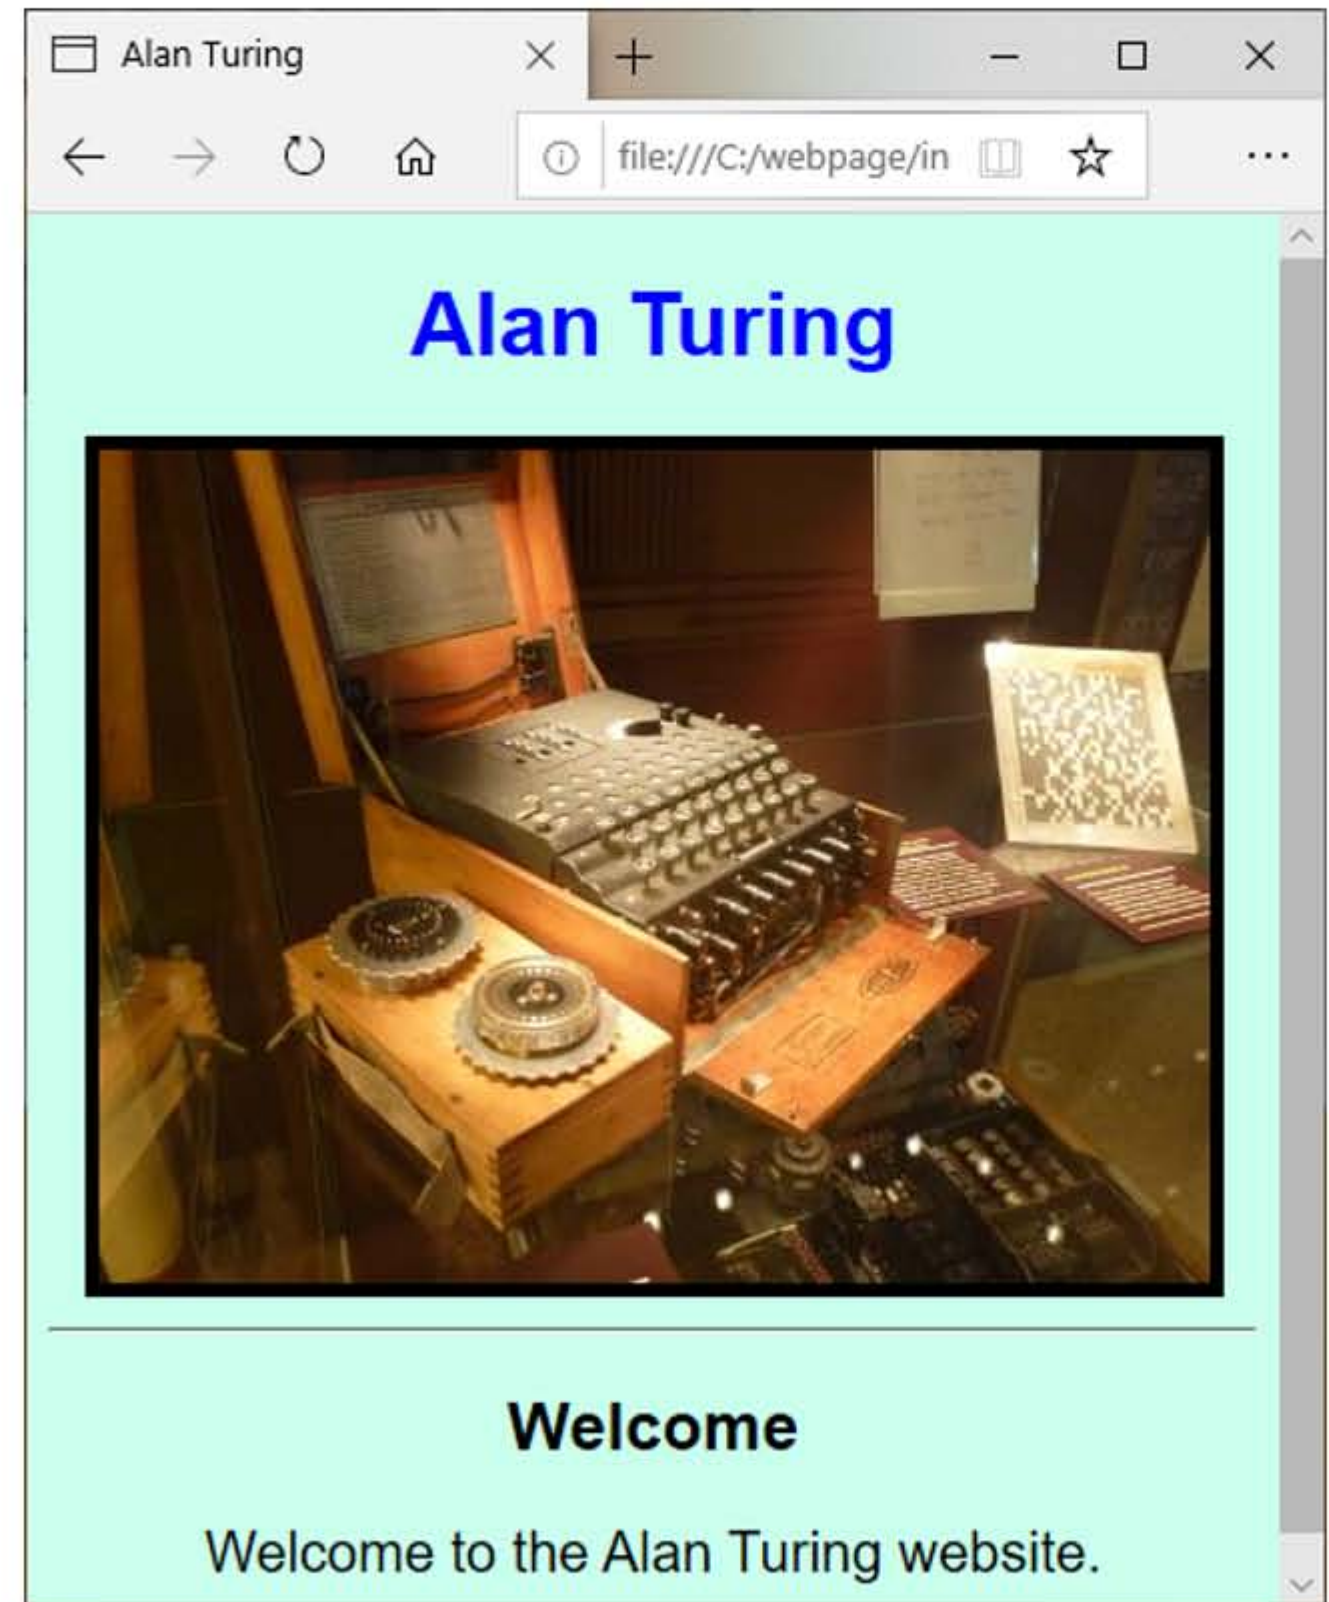 Alan Turing
file:///C:/webpage/in
Alan Turing
Welcome
Welcome to the Alan Turing website.